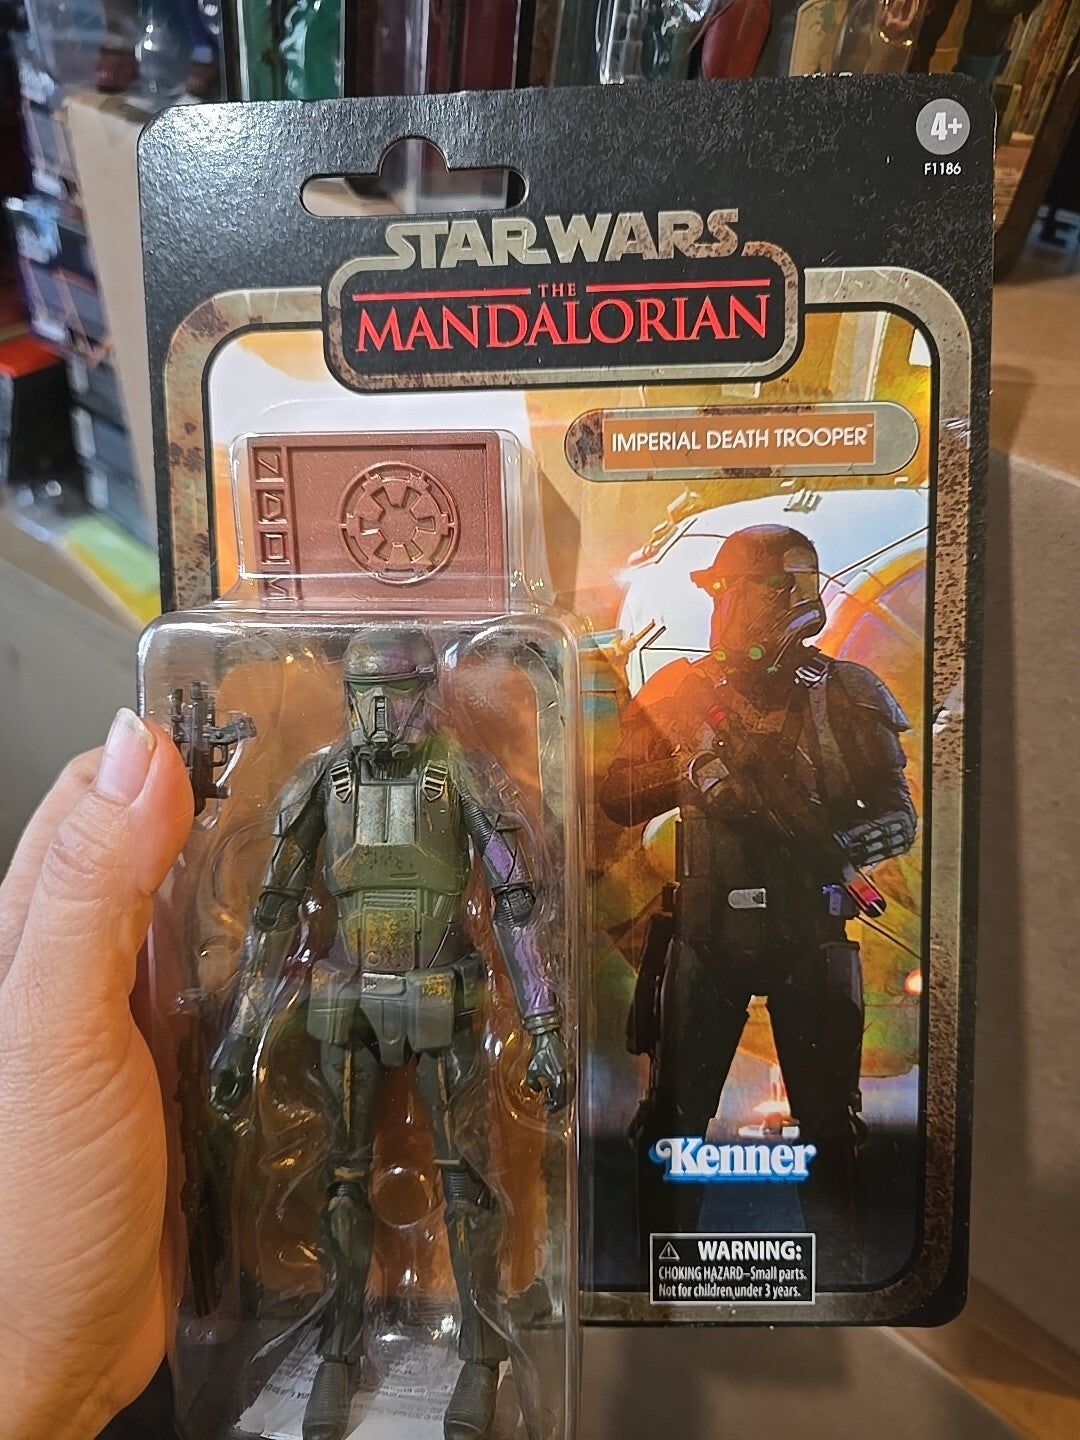 4+
F1186
STAR WARS
THE
MANDALORIAN
IMPERIAL DEATH TROOPER™
Kenner
WARNING:
CHOKING HAZARD–Small parts.
Not for children under 3 years.